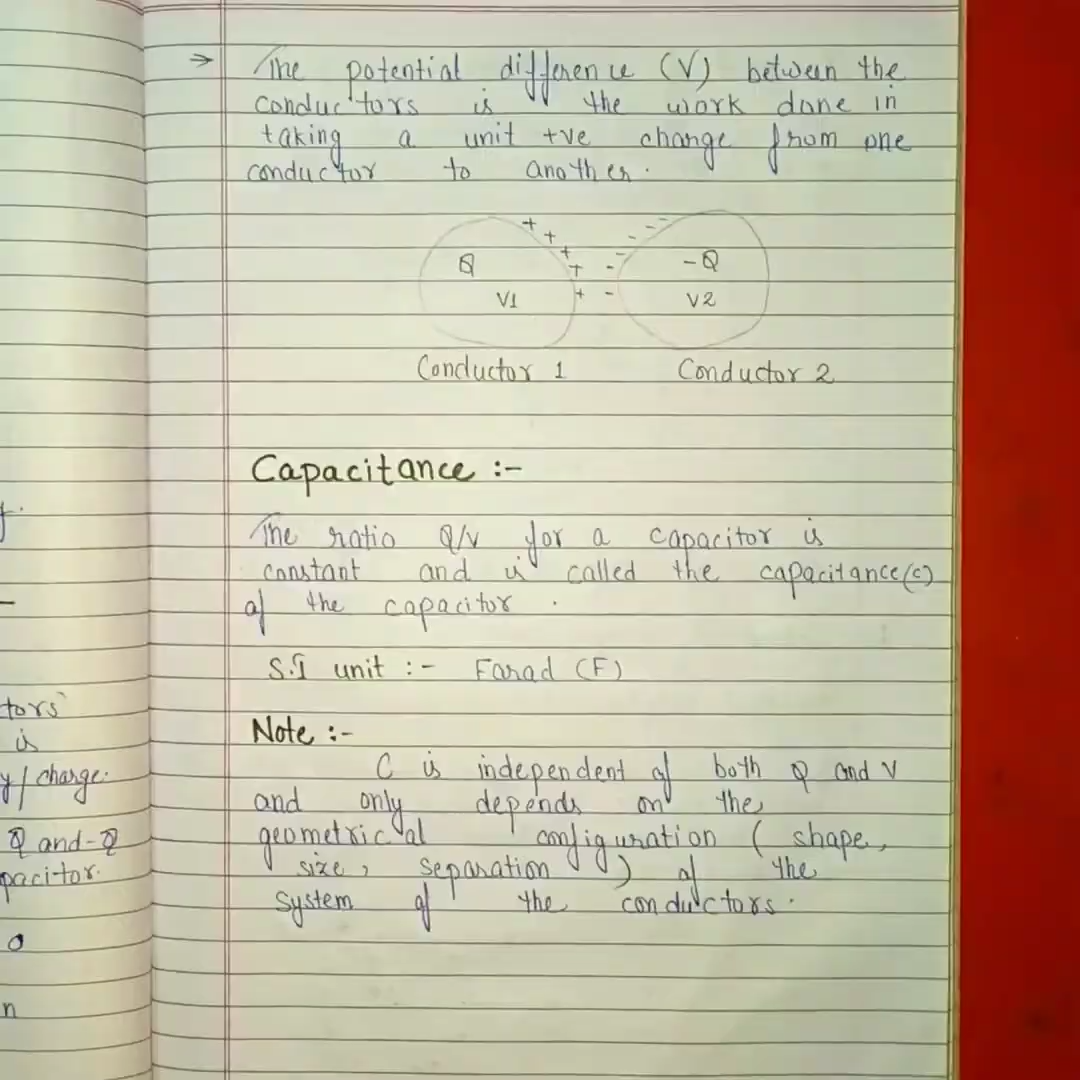 y.
tors
is
y/charge.
Q and -Q
pacitor.
n
→ The potential difference (V) between the
conductors is the work done in
taking a unit +ve charge from one
conductor to another.
+ + + + +
- - - - - -
Q -Q
V1 V2
Conductor 1 Conductor 2
Capacitance :-
The ratio Q/V for a capacitor is
constant and is called the capacitance(c)
of the capacitor .
S.I unit :- Farad (F)
Note :-
C is independent of both Q and V
and only depends on the
geometrical configuration ( shape,
size, separation ) of the
system of the conductors.